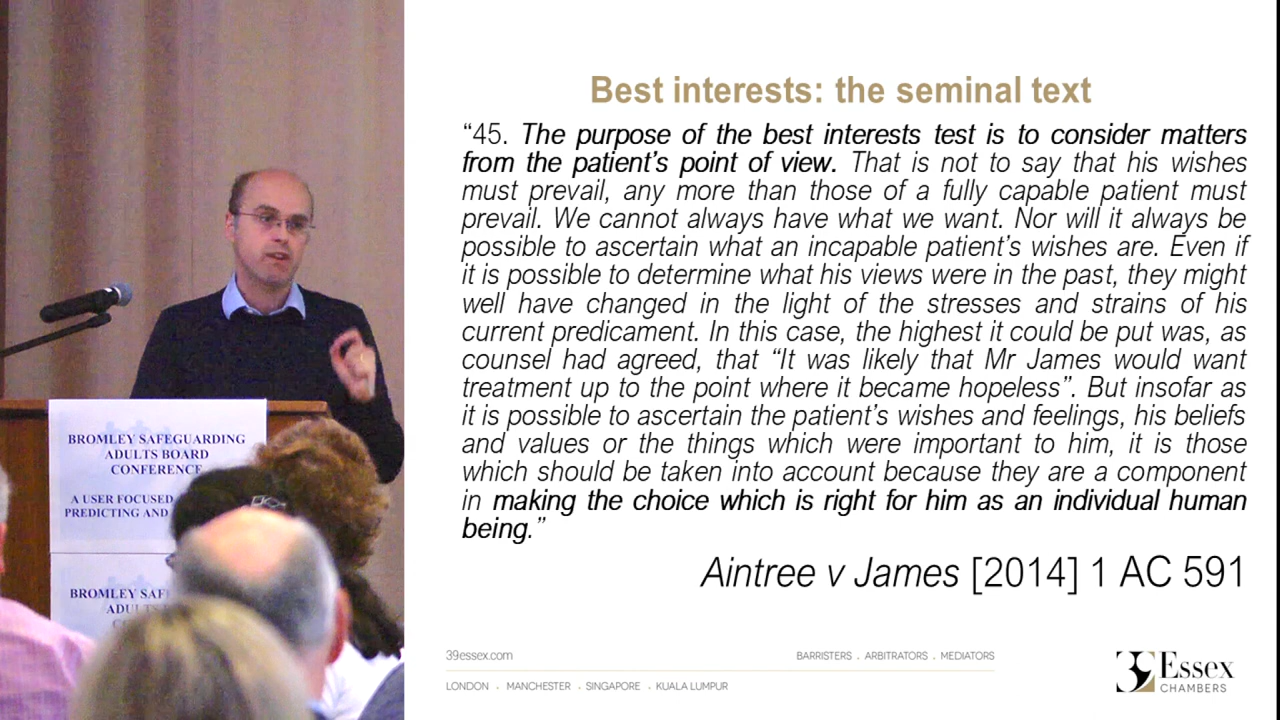 BROMLEY SAFEGUARDING
ADULTS BOARD
CONFERENCE
A USER FOCUSED
PREDICTING AND
BROMLEY SAF
ADUL
Best interests: the seminal text
“45. The purpose of the best interests test is to consider matters
from the patient’s point of view. That is not to say that his wishes
must prevail, any more than those of a fully capable patient must
prevail. We cannot always have what we want. Nor will it always be
possible to ascertain what an incapable patient’s wishes are. Even if
it is possible to determine what his views were in the past, they might
well have changed in the light of the stresses and strains of his
current predicament. In this case, the highest it could be put was, as
counsel had agreed, that “It was likely that Mr James would want
treatment up to the point where it became hopeless”. But insofar as
it is possible to ascertain the patient’s wishes and feelings, his beliefs
and values or the things which were important to him, it is those
which should be taken into account because they are a component
in making the choice which is right for him as an individual human
being.”
Aintree v James [2014] 1 AC 591
39essex.com
BARRISTERS . ARBITRATORS . MEDIATORS
LONDON . MANCHESTER . SINGAPORE . KUALA LUMPUR
39 Essex
CHAMBERS